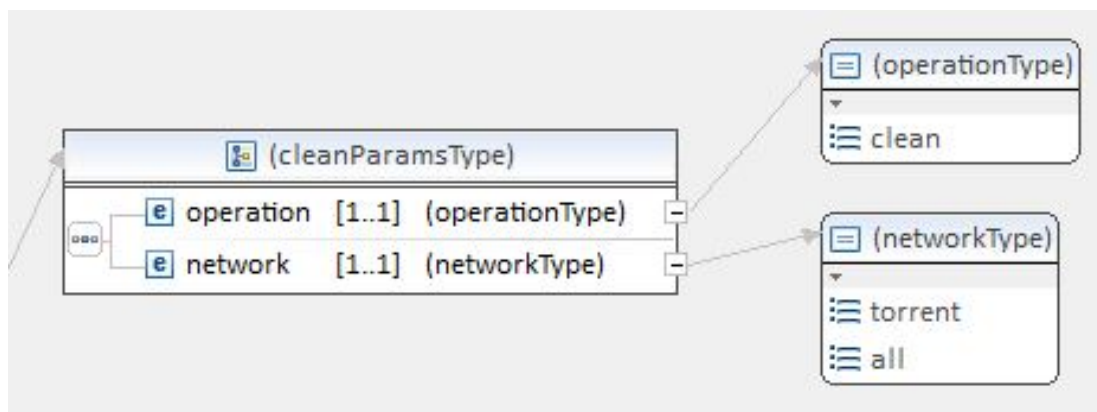 (cleanParamsType)
e operation [1..1] (operationType)
e network [1..1] (networkType)
(operationType)
clean
(networkType)
torrent
all